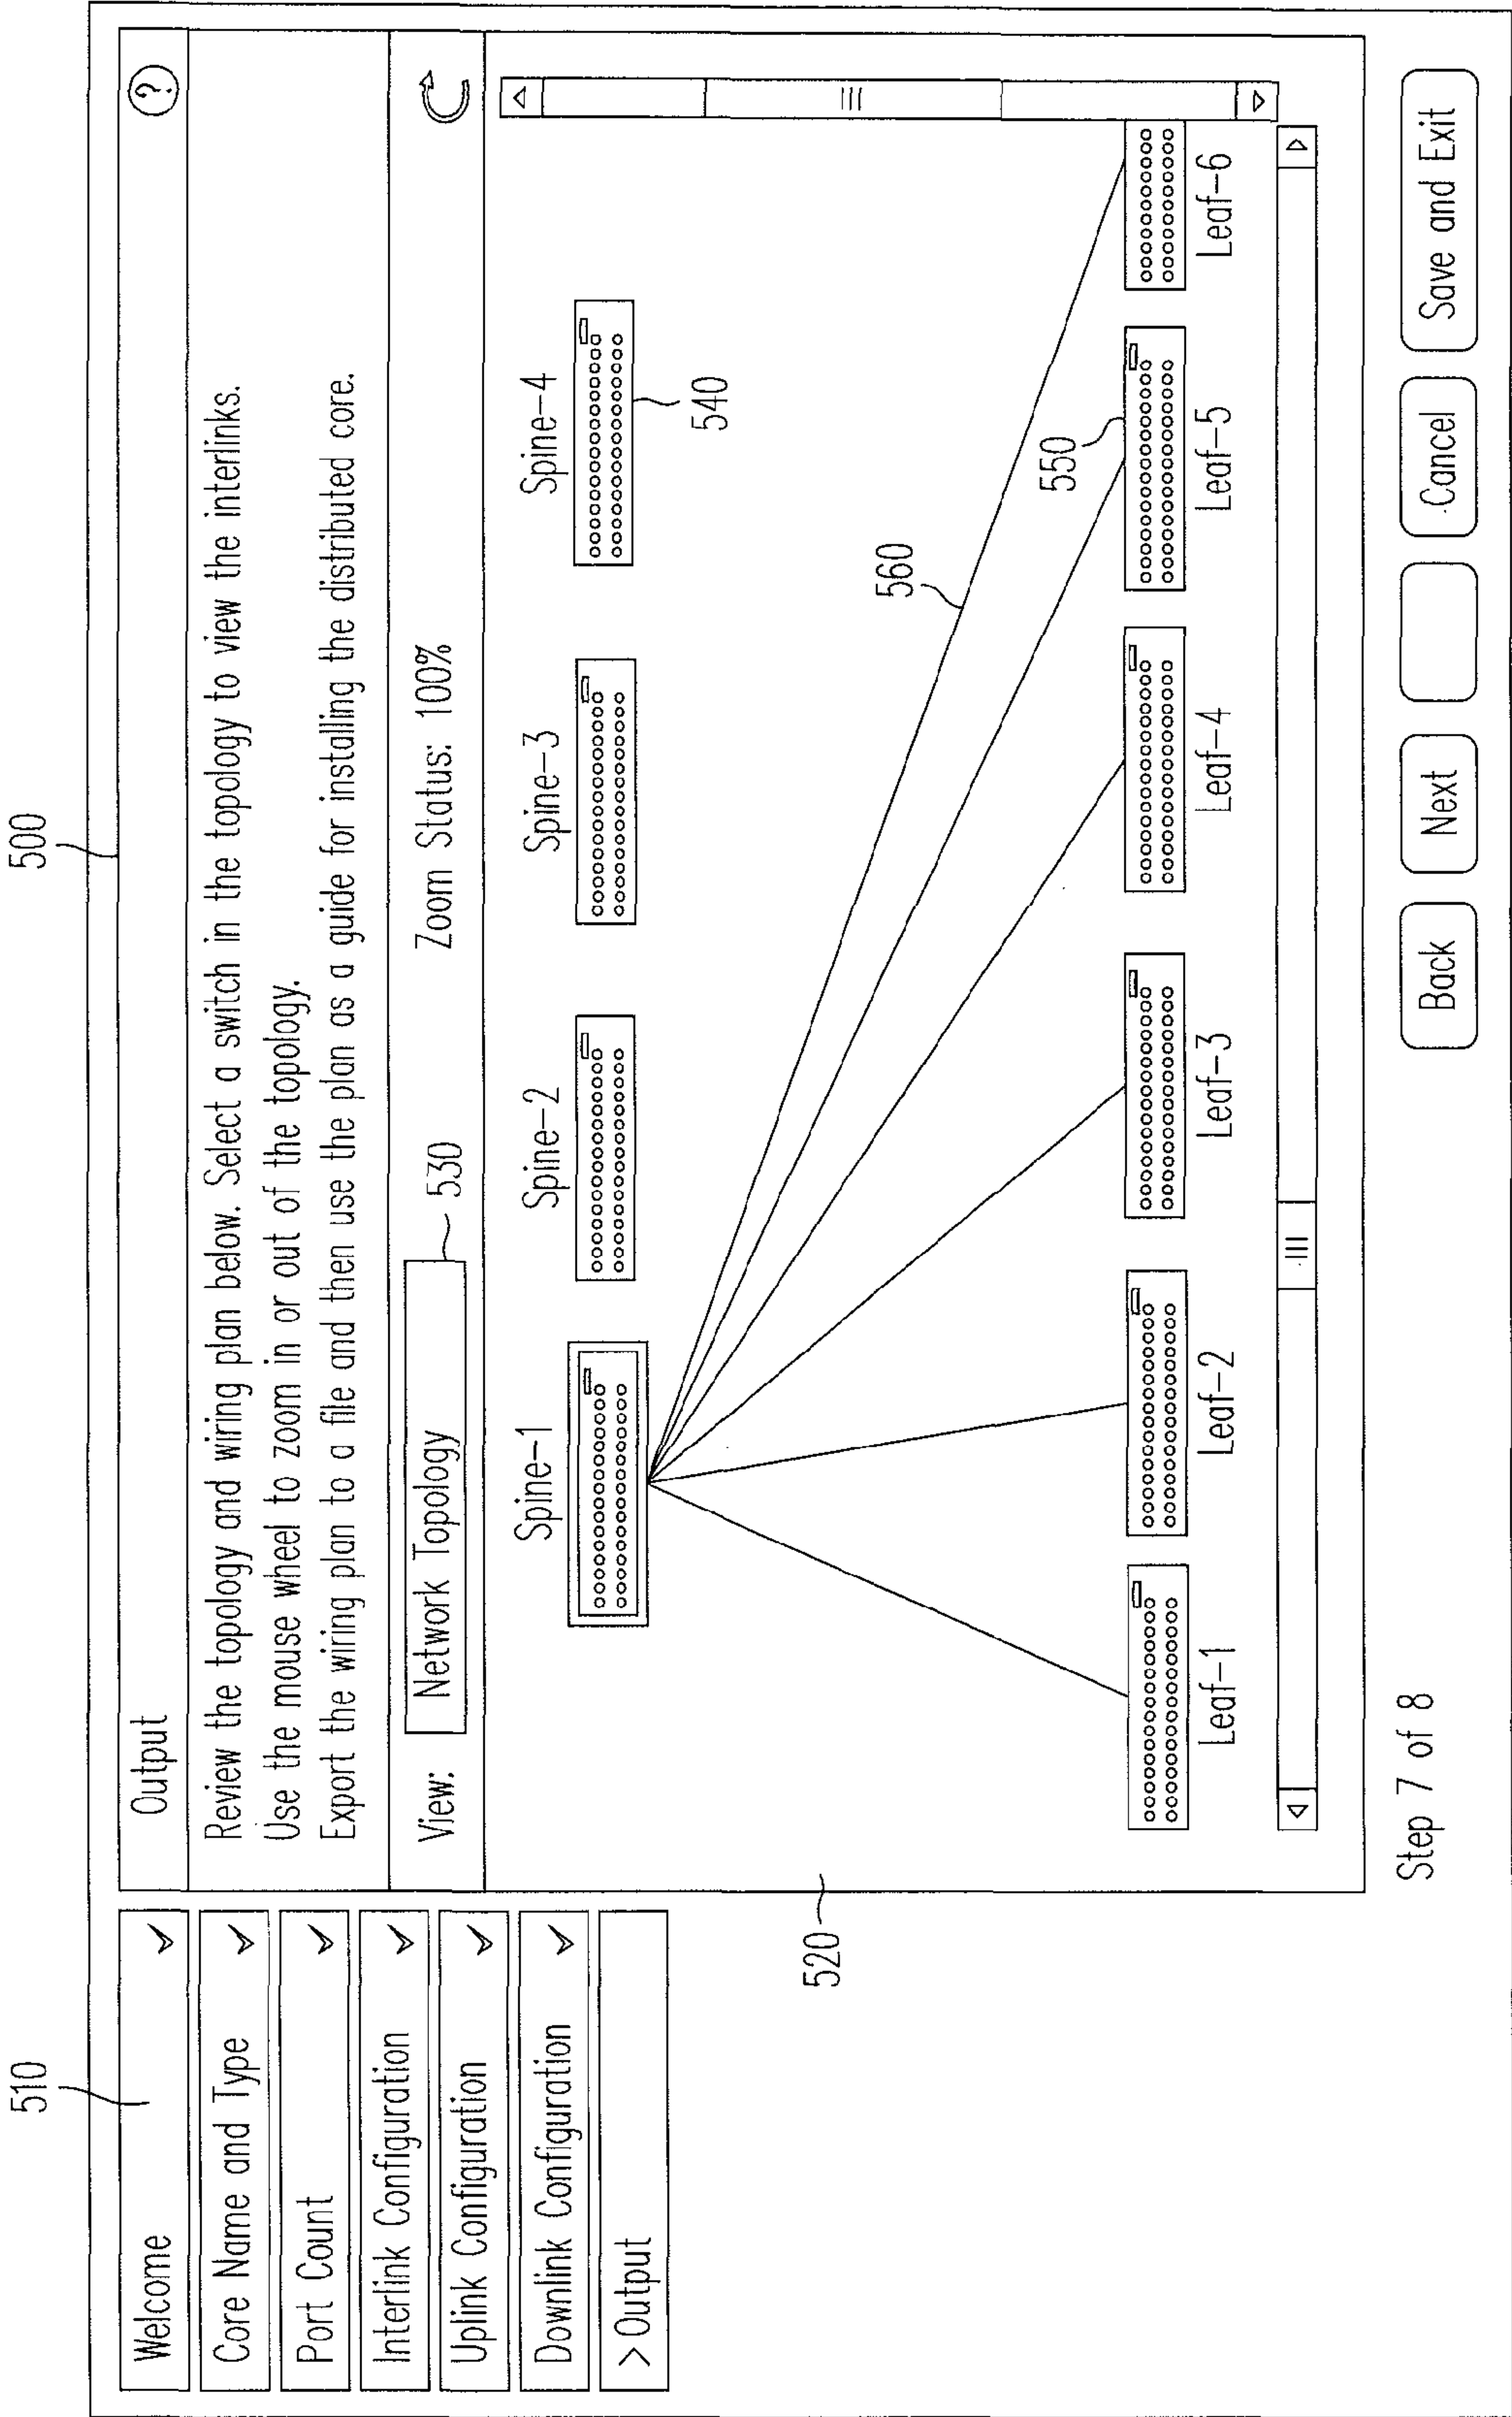 500
510
Welcome
Core Name and Type
Port Count
Interlink Configuration
Uplink Configuration
Downlink Configuration
> Output
Output
?
Review the topology and wiring plan below. Select a switch in the topology to view the interlinks.
Use the mouse wheel to zoom in or out of the topology.
Export the wiring plan to a file and then use the plan as a guide for installing the distributed core.
View:
Network Topology
530
Zoom Status: 100%
Spine-1
Spine-2
Spine-3
Spine-4
540
560
550
520
Leaf-1
Leaf-2
Leaf-3
Leaf-4
Leaf-5
Leaf-6
Step 7 of 8
Back
Next
Cancel
Save and Exit